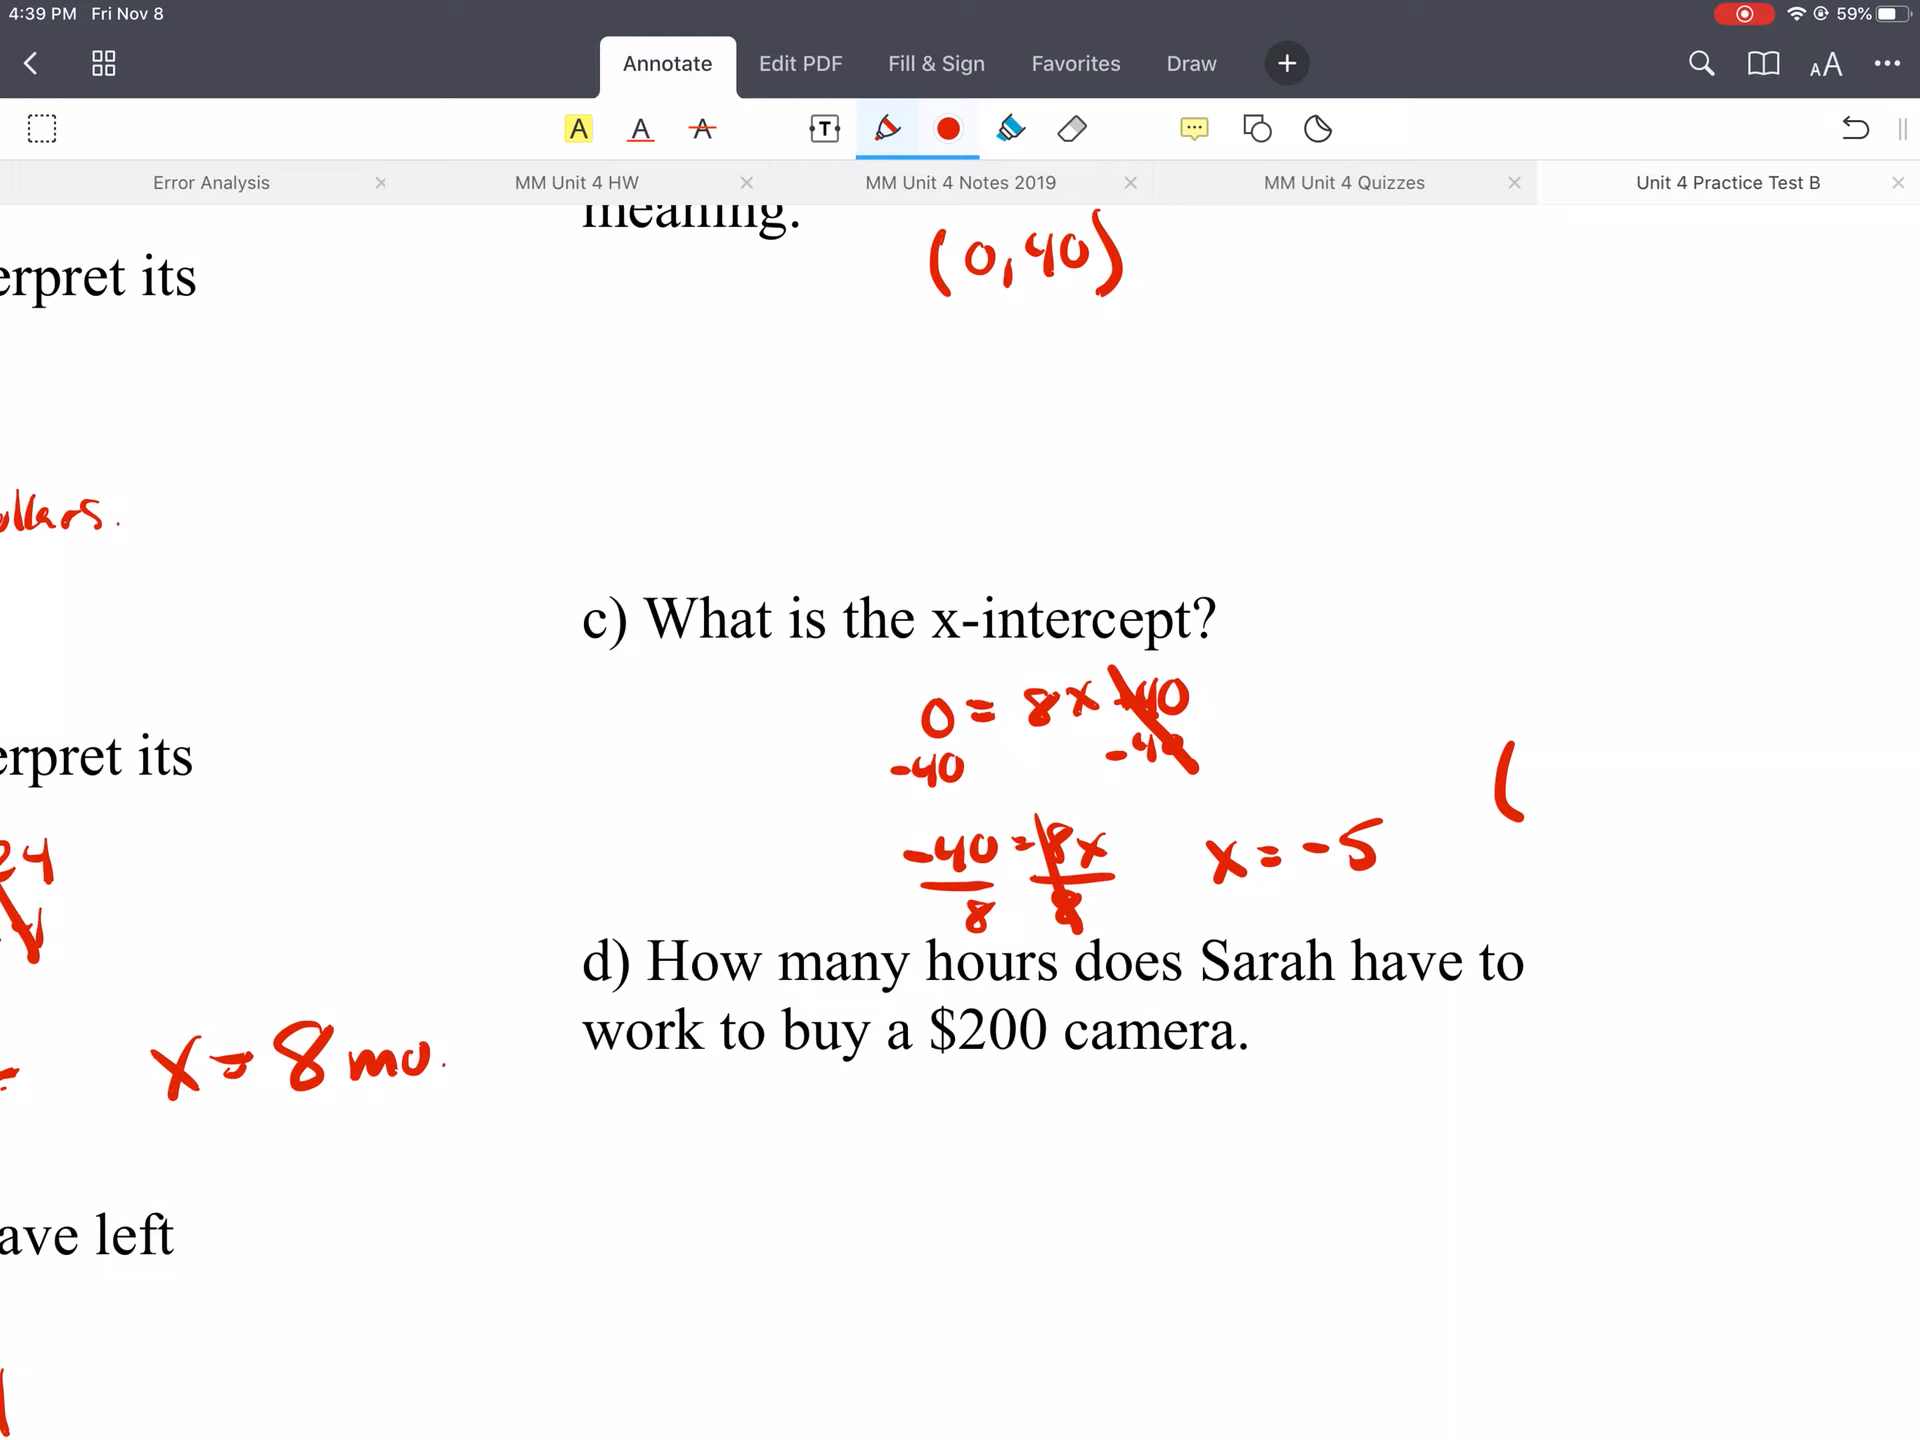 4:39 PM Fri Nov 8
59%
Annotate Edit PDF Fill & Sign Favorites Draw
Error Analysis MM Unit 4 HW MM Unit 4 Notes 2019 MM Unit 4 Quizzes Unit 4 Practice Test B
meaning.
(0,40)
erpret its
ollars.
c) What is the x-intercept?
0 = 8x+40
-40 -40
erpret its
-40 = 8x x = -5 (
8 8
24
d) How many hours does Sarah have to
work to buy a $200 camera.
= x = 8 mo.
ave left